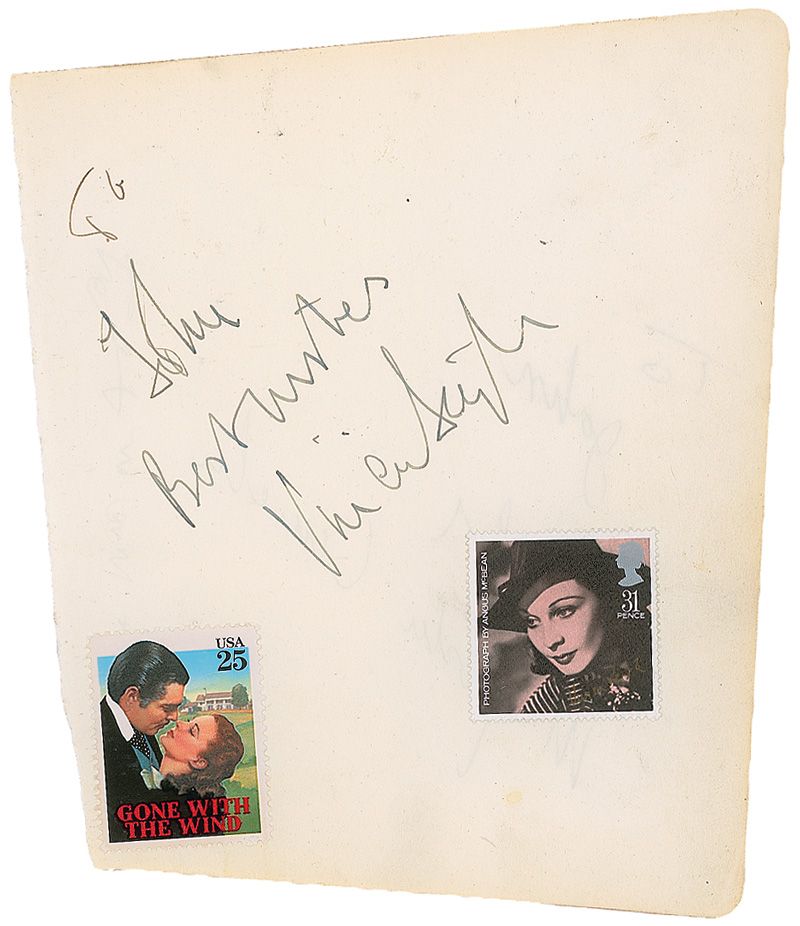 To
John
Best wishes
Vivien Leigh
PHOTOGRAPH BY ANGUS McBEAN
31
PENCE
USA
25
GONE WITH
THE WIND